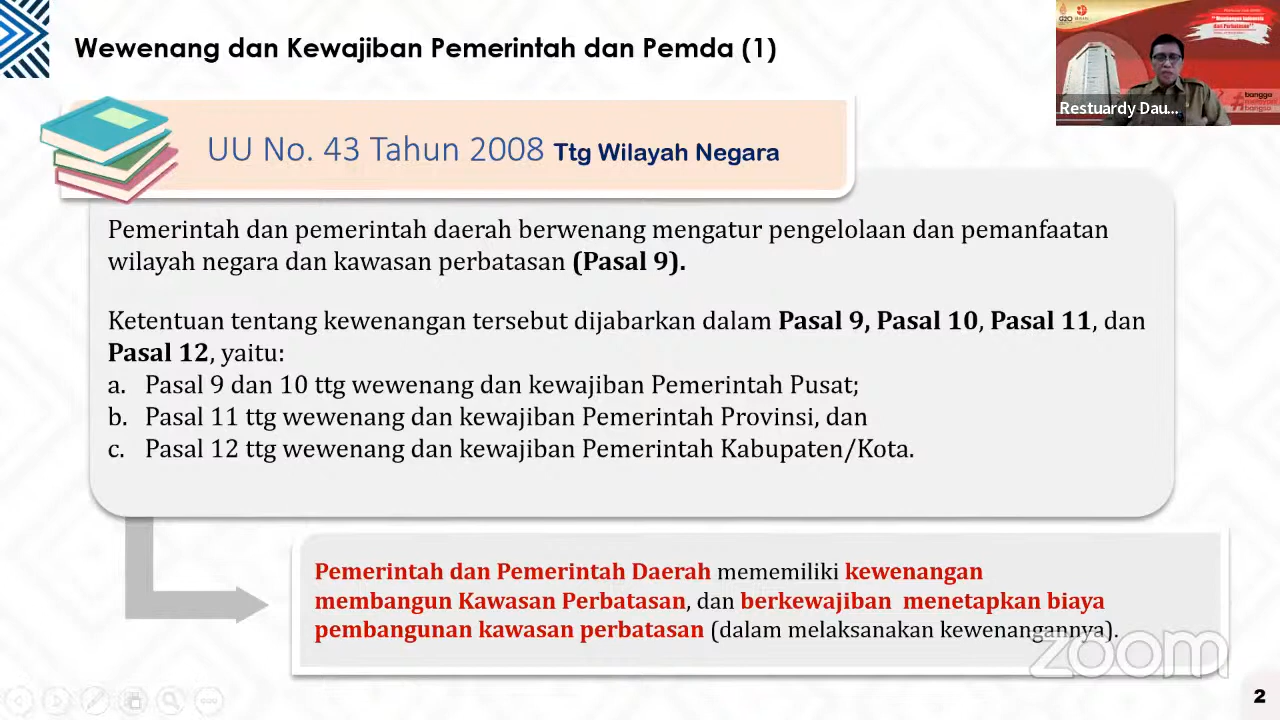 Wewenang dan Kewajiban Pemerintah dan Pemda (1)
G20
Restuardy Dau...
bangga
UU No. 43 Tahun 2008 Ttg Wilayah Negara
Pemerintah dan pemerintah daerah berwenang mengatur pengelolaan dan pemanfaatan
wilayah negara dan kawasan perbatasan (Pasal 9).
Ketentuan tentang kewenangan tersebut dijabarkan dalam Pasal 9, Pasal 10, Pasal 11, dan
Pasal 12, yaitu:
a. Pasal 9 dan 10 ttg wewenang dan kewajiban Pemerintah Pusat;
b. Pasal 11 ttg wewenang dan kewajiban Pemerintah Provinsi, dan
c. Pasal 12 ttg wewenang dan kewajiban Pemerintah Kabupaten/Kota.
Pemerintah dan Pemerintah Daerah mememiliki kewenangan
membangun Kawasan Perbatasan, dan berkewajiban menetapkan biaya
pembangunan kawasan perbatasan (dalam melaksanakan kewenangannya).
zoom
2